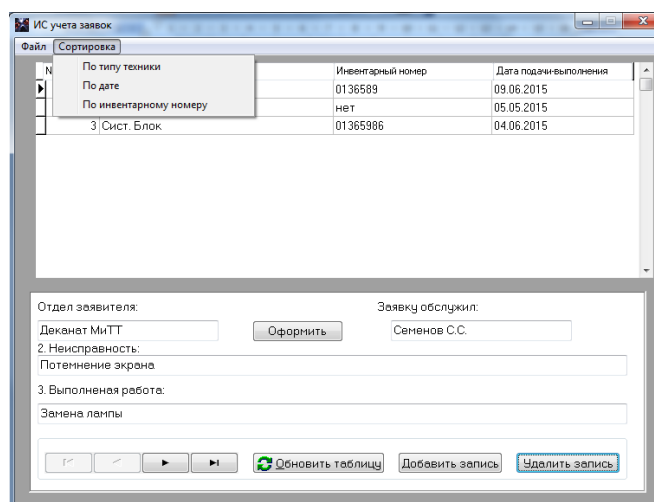 ИС учета заявок
Файл Сортировка
По типу техники
По дате
По инвентарному номеру
N Инвентарный номер Дата подачи-выполнения
0136589 09.06.2015
нет 05.05.2015
3 Сист. Блок 01365986 04.06.2015
Отдел заявителя: Заявку обслужил:
Деканат МиТТ Оформить Семенов С.С.
2. Неисправность:
Потемнение экрана
3. Выполненая работа:
Замена лампы
Обновить таблицу Добавить запись Удалить запись